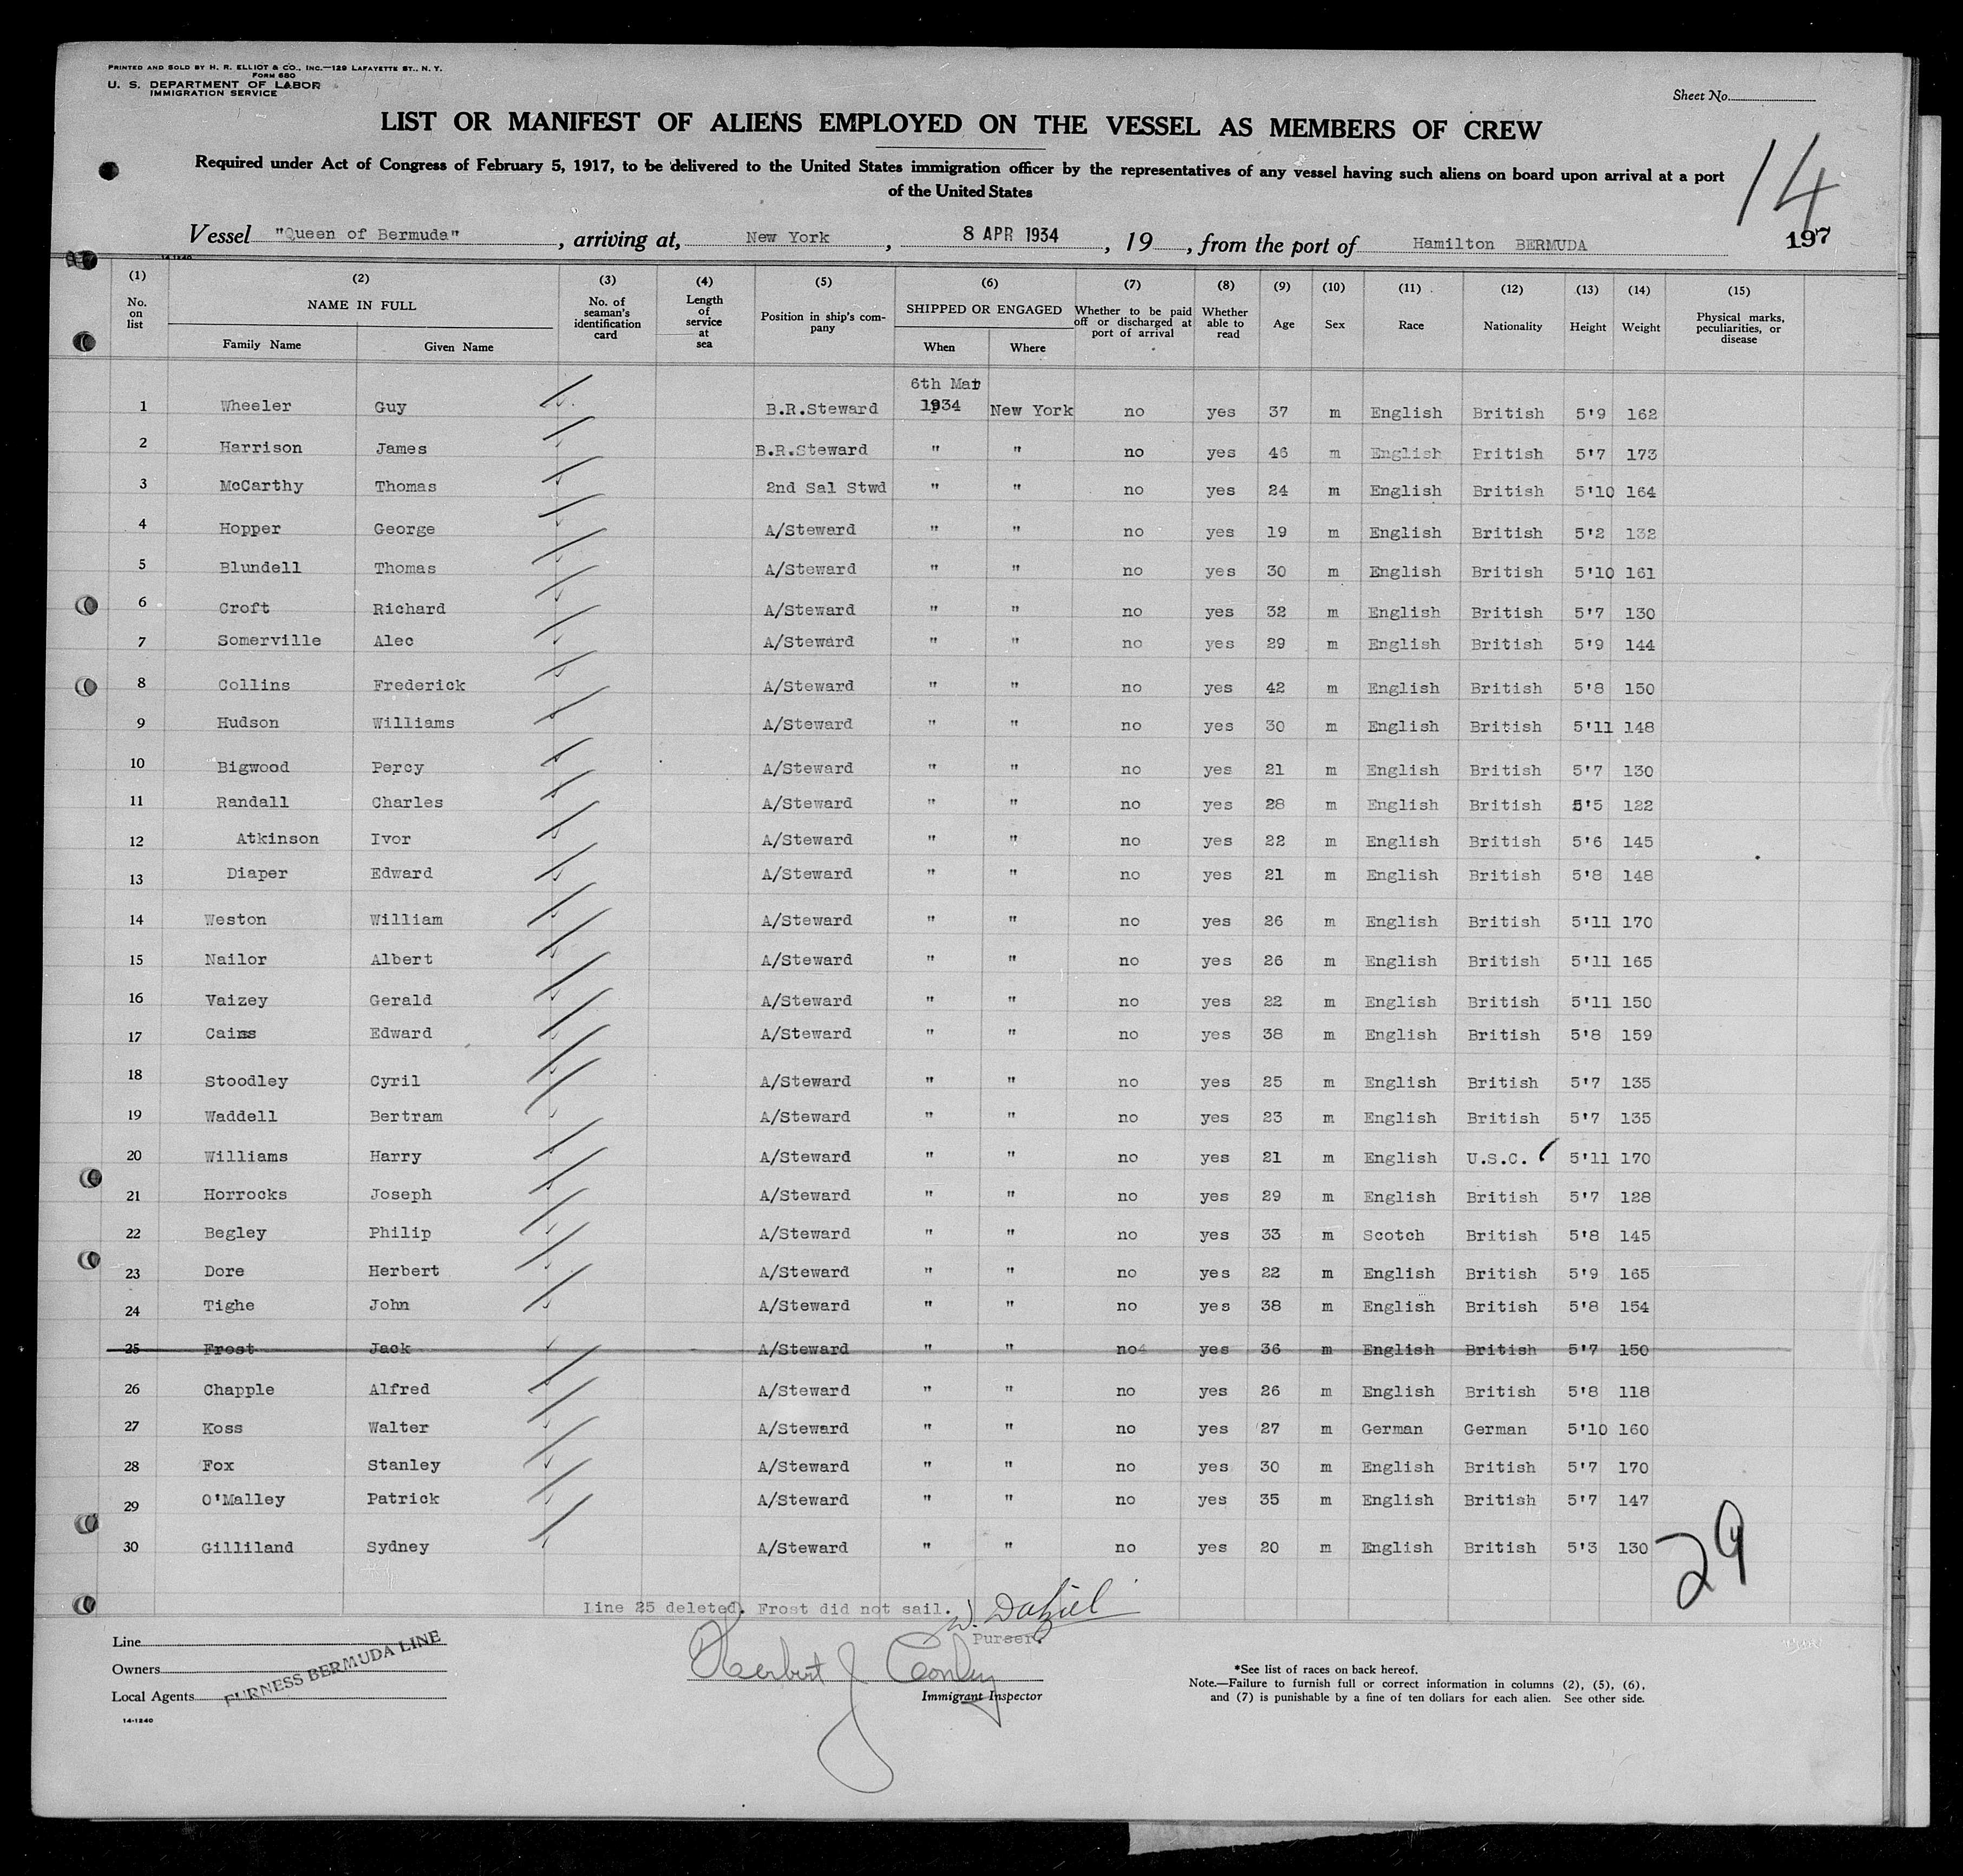 PRINTED AND SOLD BY H. R. ELLIOT & CO., INC.—129 LAFAYETTE ST., N. Y.
FORM 680
U. S. DEPARTMENT OF LABOR
IMMIGRATION SERVICE
Sheet No.
LIST OR MANIFEST OF ALIENS EMPLOYED ON THE VESSEL AS MEMBERS OF CREW
Required under Act of Congress of February 5, 1917, to be delivered to the United States immigration officer by the representatives of any vessel having such aliens on board upon arrival at a port
of the United States
14
Vessel "Queen of Bermuda", arriving at, New York, 8 APR 1934, 19, from the port of Hamilton BERMUDA
197
14-1240
(1) No. on list (2) NAME IN FULL Family Name Given Name (3) No. of seaman's identification card (4) Length of service at sea (5) Position in ship's company (6) SHIPPED OR ENGAGED When Where (7) Whether to be paid off or discharged at port of arrival (8) Whether able to read (9) Age (10) Sex (11) Race (12) Nationality (13) Height (14) Weight (15) Physical marks, peculiarities, or disease
6th Mar
1 Wheeler Guy B.R.Steward 1934 New York no yes 37 m English British 5'9 162
2 Harrison James B.R.Steward " " no yes 46 m English British 5'7 173
3 McCarthy Thomas 2nd Sal Stwd " " no yes 24 m English British 5'10 164
4 Hopper George A/Steward " " no yes 19 m English British 5'2 132
5 Blundell Thomas A/Steward " " no yes 30 m English British 5'10 161
6 Croft Richard A/Steward " " no yes 32 m English British 5'7 130
7 Somerville Alec A/Steward " " no yes 29 m English British 5'9 144
8 Collins Frederick A/Steward " " no yes 42 m English British 5'8 150
9 Hudson Williams A/Steward " " no yes 30 m English British 5'11 148
10 Bigwood Percy A/Steward " " no yes 21 m English British 5'7 130
11 Randall Charles A/Steward " " no yes 28 m English British 5'5 122
12 Atkinson Ivor A/Steward " " no yes 22 m English British 5'6 145
13 Diaper Edward A/Steward " " no yes 21 m English British 5'8 148
14 Weston William A/Steward " " no yes 26 m English British 5'11 170
15 Nailor Albert A/Steward " " no yes 26 m English British 5'11 165
16 Vaizey Gerald A/Steward " " no yes 22 m English British 5'11 150
17 Cains Edward A/Steward " " no yes 38 m English British 5'8 159
18 Stoodley Cyril A/Steward " " no yes 25 m English British 5'7 135
19 Waddell Bertram A/Steward " " no yes 23 m English British 5'7 135
20 Williams Harry A/Steward " " no yes 21 m English U.S.C. 5'11 170
21 Horrocks Joseph A/Steward " " no yes 29 m English British 5'7 128
22 Begley Philip A/Steward " " no yes 33 m Scotch British 5'8 145
23 Dore Herbert A/Steward " " no yes 22 m English British 5'9 165
24 Tighe John A/Steward " " no yes 38 m English British 5'8 154
25 Frost Jack A/Steward " " no yes 36 m English British 5'7 150
26 Chapple Alfred A/Steward " " no yes 26 m English British 5'8 118
27 Koss Walter A/Steward " " no yes 27 m German German 5'10 160
28 Fox Stanley A/Steward " " no yes 30 m English British 5'7 170
29 O'Malley Patrick A/Steward " " no yes 35 m English British 5'7 147
30 Gilliland Sydney A/Steward " " no yes 20 m English British 5'3 130
29
Line 25 deleted. Frost did not sail.
Purser.
Line
Owners
Local Agents
FURNESS BERMUDA LINE
Herbert J Conley
Immigrant Inspector
*See list of races on back hereof.
Note.—Failure to furnish full or correct information in columns (2), (5), (6),
and (7) is punishable by a fine of ten dollars for each alien. See other side.
14-1240